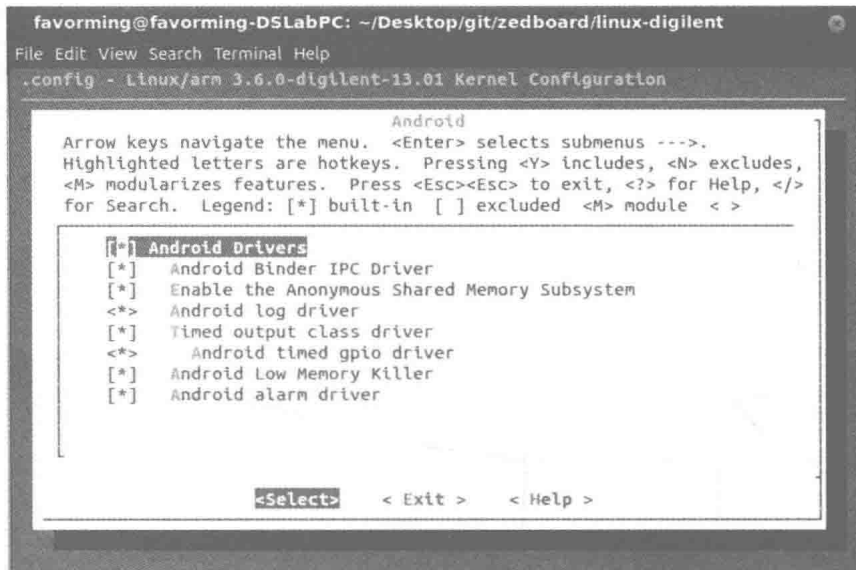 favorming@favorming-DSLabPC: ~/Desktop/git/zedboard/linux-digilent
File Edit View Search Terminal Help
.config - Linux/arm 3.6.0-digilent-13.01 Kernel Configuration
Android
Arrow keys navigate the menu. <Enter> selects submenus --->.
Highlighted letters are hotkeys. Pressing <Y> includes, <N> excludes,
<M> modularizes features. Press <Esc><Esc> to exit, <?> for Help, </>
for Search. Legend: [*] built-in [ ] excluded <M> module < >
[*] Android Drivers
[*] Android Binder IPC Driver
[*] Enable the Anonymous Shared Memory Subsystem
<*> Android log driver
[*] Timed output class driver
<*> Android timed gpio driver
[*] Android Low Memory Killer
[*] Android alarm driver
<Select> < Exit > < Help >